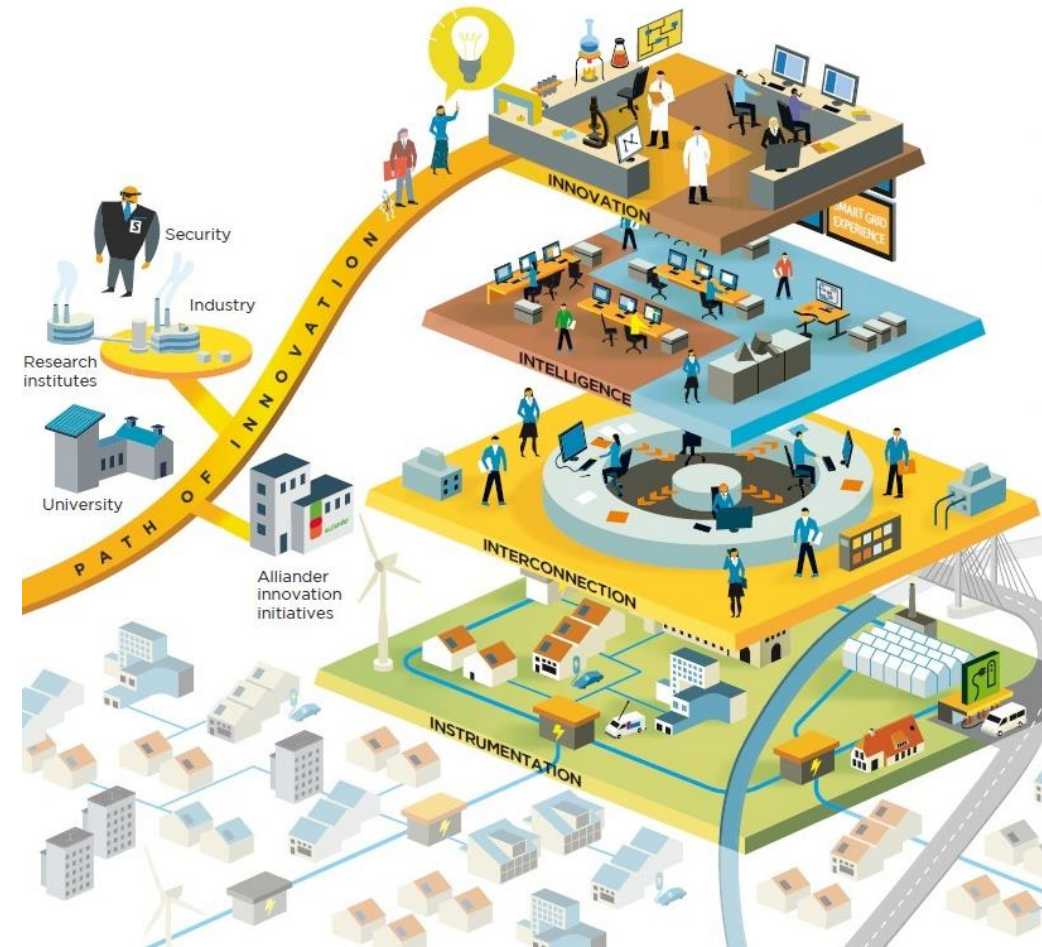 INNOVATION
SMART GRID
EXPERIENCE
Security
Industry
Research
institutes
PATH OF INNOVATION
INTELLIGENCE
University
INTERCONNECTION
Alliander
innovation
initiatives
INSTRUMENTATION